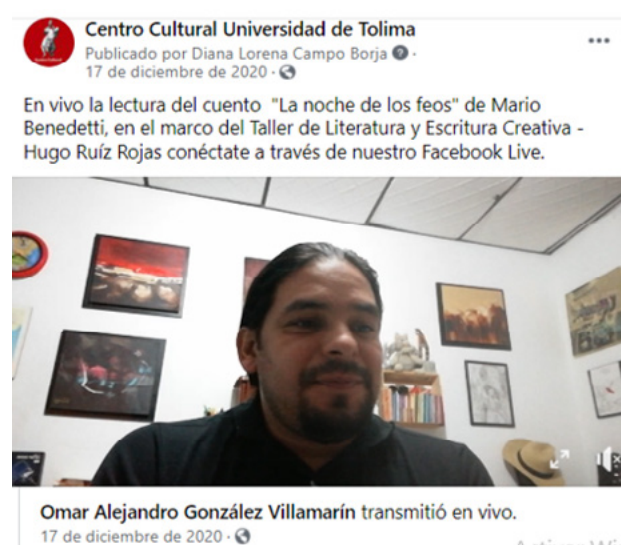 Centro Cultural Universidad de Tolima
Publicado por Diana Lorena Campo Borja ·
17 de diciembre de 2020 ·
En vivo la lectura del cuento "La noche de los feos" de Mario
Benedetti, en el marco del Taller de Literatura y Escritura Creativa -
Hugo Ruíz Rojas conéctate a través de nuestro Facebook Live.
Omar Alejandro González Villamarín transmitió en vivo.
17 de diciembre de 2020 ·